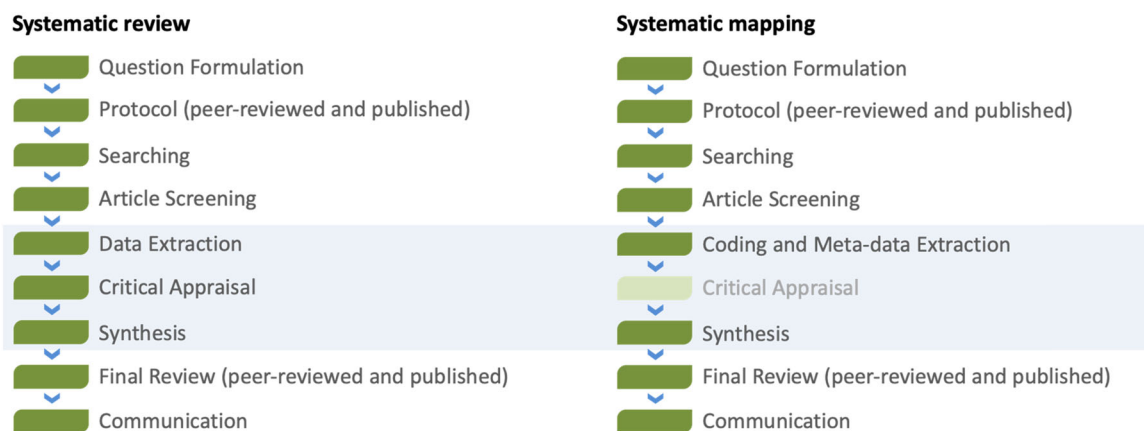 Systematic review
Question Formulation
Protocol (peer-reviewed and published)
Searching
Article Screening
Data Extraction
Critical Appraisal
Synthesis
Final Review (peer-reviewed and published)
Communication
Systematic mapping
Question Formulation
Protocol (peer-reviewed and published)
Searching
Article Screening
Coding and Meta-data Extraction
Critical Appraisal
Synthesis
Final Review (peer-reviewed and published)
Communication